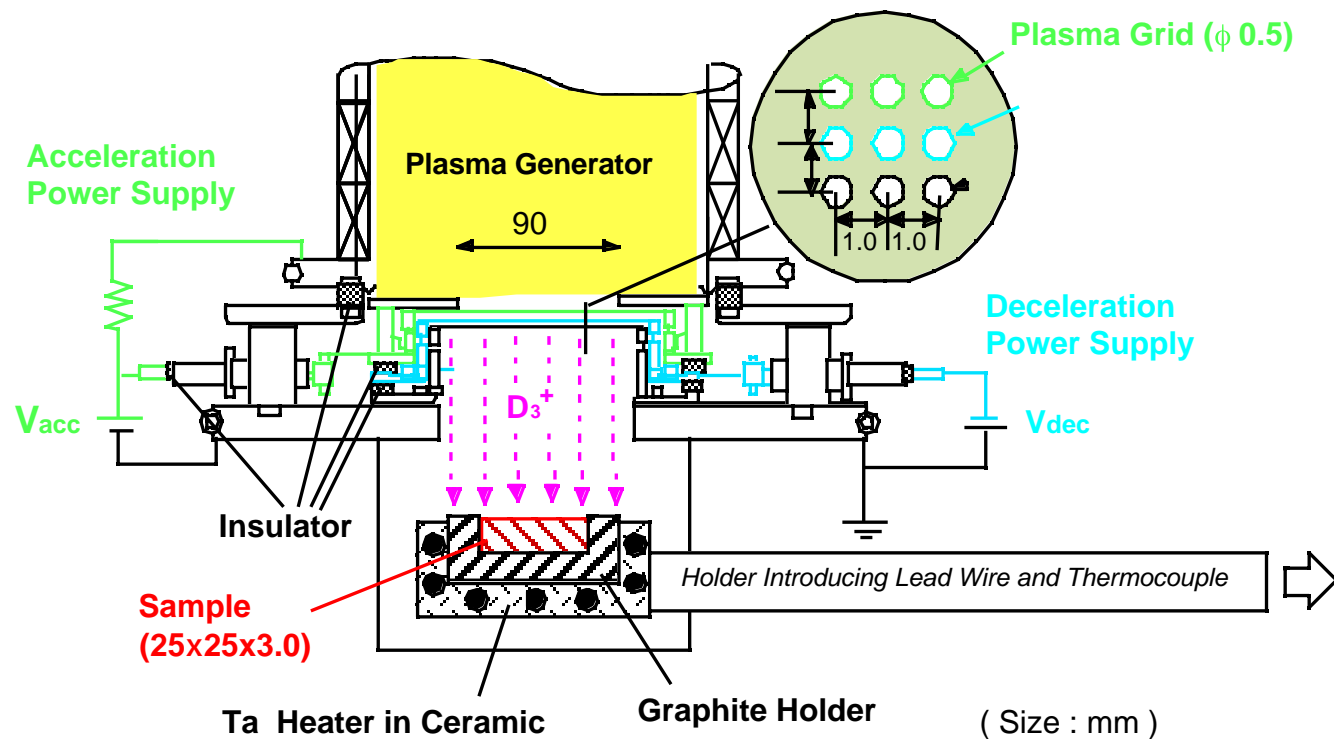 Plasma Grid (ϕ 0.5)
Acceleration
Power Supply
Plasma Generator
90
1.0 1.0
Deceleration
Power Supply
Vacc
D₃⁺
Vdec
Insulator
Holder Introducing Lead Wire and Thermocouple
Sample
(25x25x3.0)
Ta Heater in Ceramic
Graphite Holder
( Size : mm )